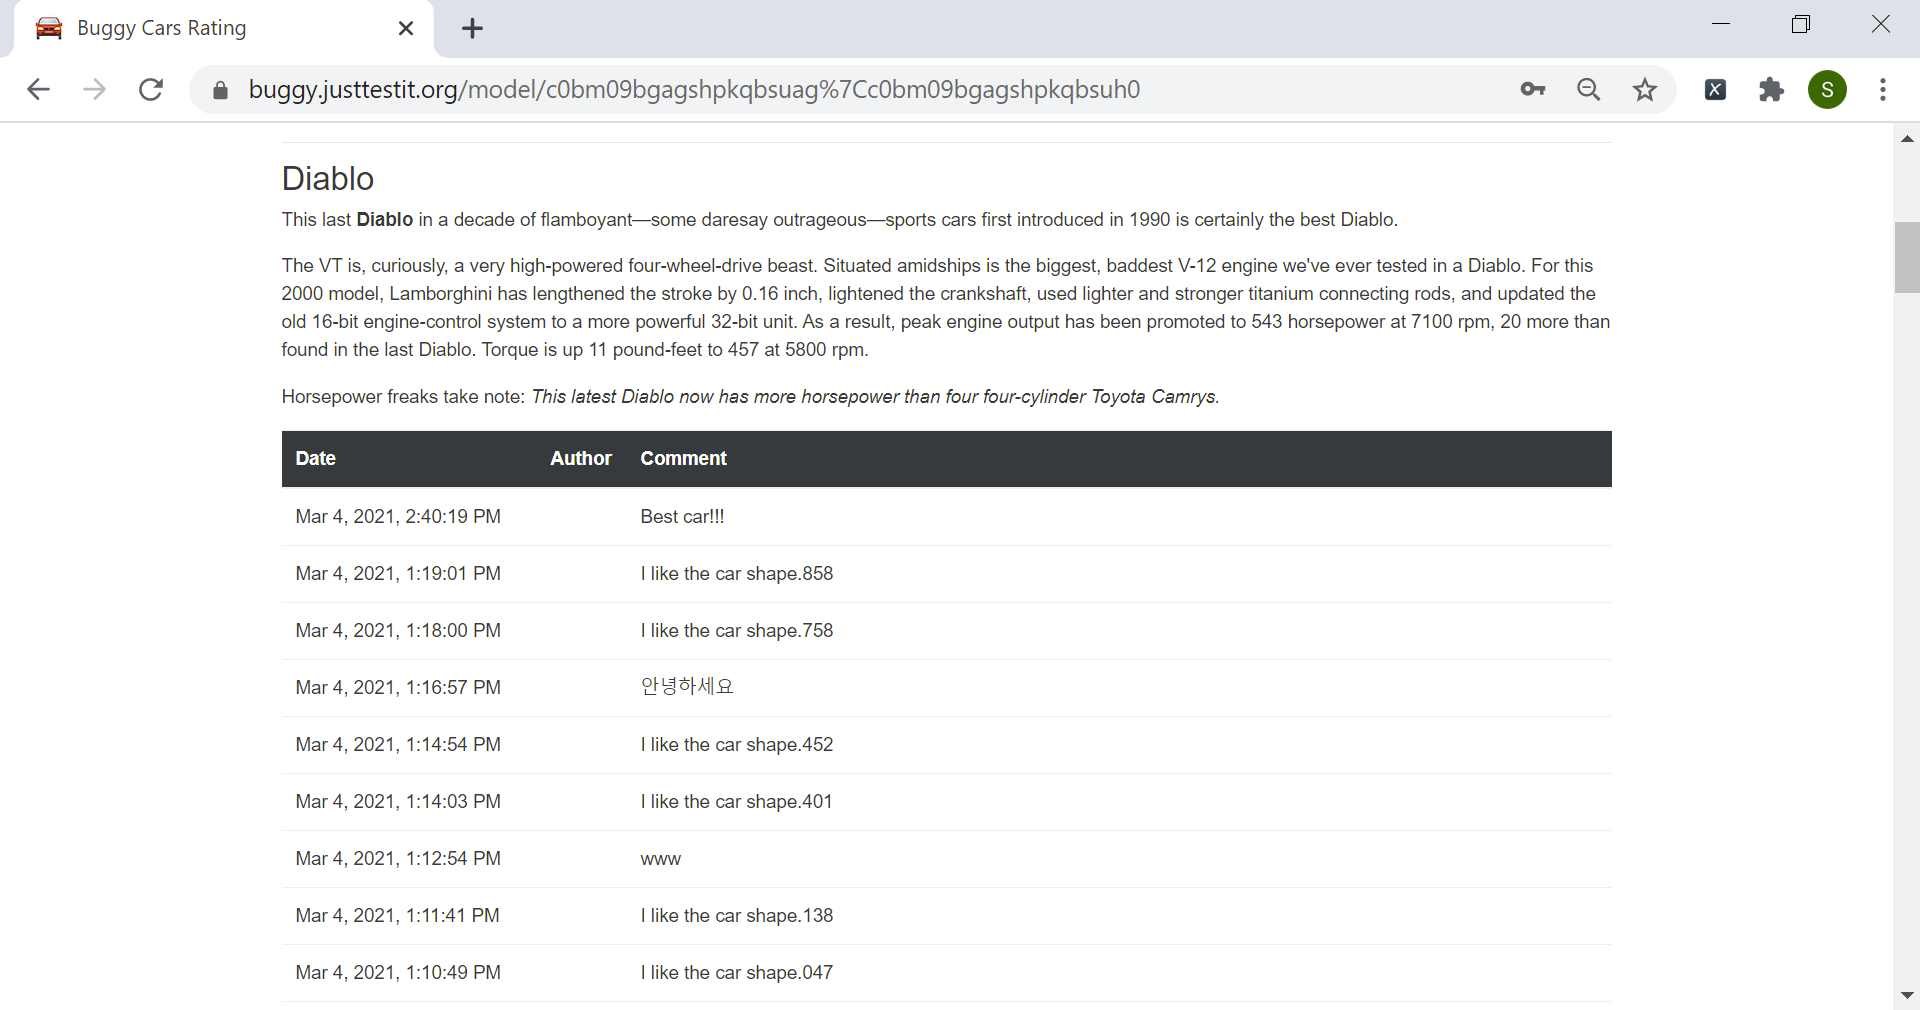 Buggy Cars Rating
buggy.justtestit.org/model/c0bm09bgagshpkqbsuag%7Cc0bm09bgagshpkqbsuh0
X
S
Diablo
This last Diablo in a decade of flamboyant—some daresay outrageous—sports cars first introduced in 1990 is certainly the best Diablo.
The VT is, curiously, a very high-powered four-wheel-drive beast. Situated amidships is the biggest, baddest V-12 engine we've ever tested in a Diablo. For this
2000 model, Lamborghini has lengthened the stroke by 0.16 inch, lightened the crankshaft, used lighter and stronger titanium connecting rods, and updated the
old 16-bit engine-control system to a more powerful 32-bit unit. As a result, peak engine output has been promoted to 543 horsepower at 7100 rpm, 20 more than
found in the last Diablo. Torque is up 11 pound-feet to 457 at 5800 rpm.
Horsepower freaks take note: This latest Diablo now has more horsepower than four four-cylinder Toyota Camrys.
Date Author Comment
Mar 4, 2021, 2:40:19 PM Best car!!!
Mar 4, 2021, 1:19:01 PM I like the car shape.858
Mar 4, 2021, 1:18:00 PM I like the car shape.758
Mar 4, 2021, 1:16:57 PM 안녕하세요
Mar 4, 2021, 1:14:54 PM I like the car shape.452
Mar 4, 2021, 1:14:03 PM I like the car shape.401
Mar 4, 2021, 1:12:54 PM www
Mar 4, 2021, 1:11:41 PM I like the car shape.138
Mar 4, 2021, 1:10:49 PM I like the car shape.047